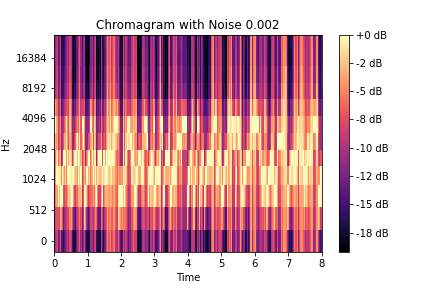 Chromagram with Noise 0.002
Hz
16384
8192
4096
2048
1024
512
0
0 1 2 3 4 5 6 7 8
Time
+0 dB
-2 dB
-5 dB
-8 dB
-10 dB
-12 dB
-15 dB
-18 dB